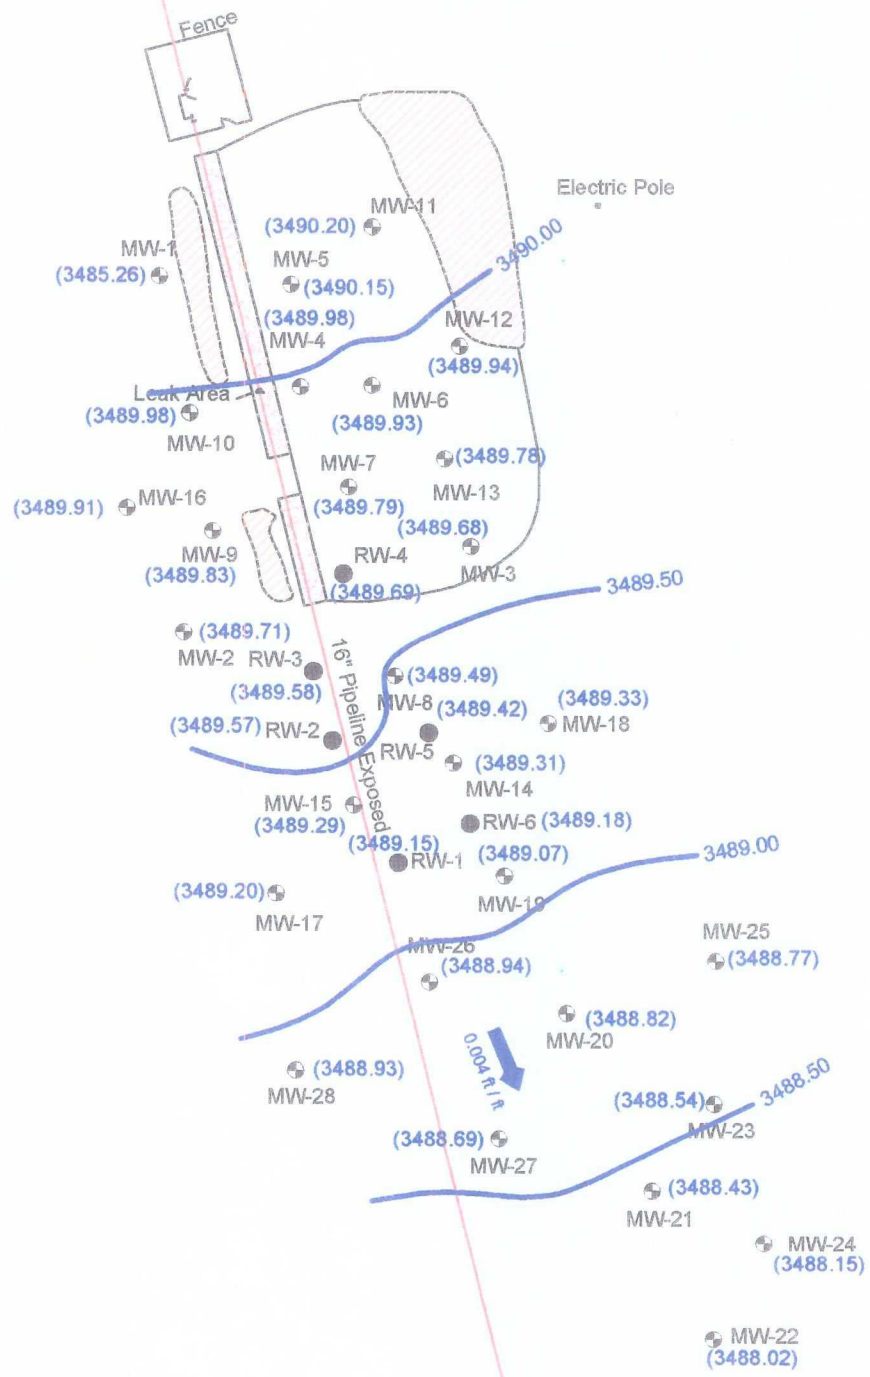 Fence
Electric Pole
MW-11
(3490.20)
3490.00
MW-1
(3485.26)
MW-5
(3490.15)
(3489.98)
MW-4
MW-12
(3489.94)
Leak Area
(3489.98)
MW-10
MW-6
(3489.93)
(3489.78)
MW-13
MW-7
(3489.79)
MW-16
(3489.91)
MW-9
(3489.83)
(3489.68)
MW-3
RW-4
(3489.69)
3489.50
(3489.71)
MW-2
RW-3
(3489.58)
16" Pipeline Exposed
(3489.49)
MW-8
(3489.57)
RW-2
(3489.42)
RW-5
(3489.33)
MW-18
(3489.31)
MW-14
MW-15
(3489.29)
RW-6 (3489.18)
(3489.15)
RW-1
(3489.07)
MW-19
3489.00
(3489.20)
MW-17
MW-26
(3488.94)
MW-25
(3488.77)
(3488.82)
MW-20
0.004 ft / ft
(3488.93)
MW-28
3488.50
(3488.54)
MW-23
(3488.69)
MW-27
(3488.43)
MW-21
MW-24
(3488.15)
MW-22
(3488.02)